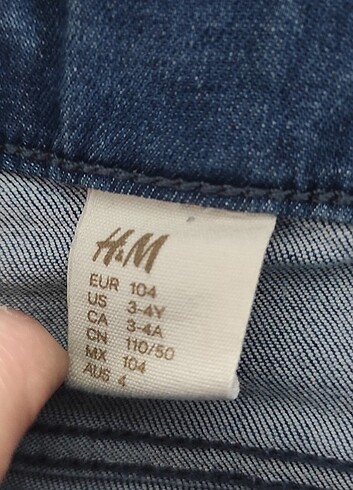 H&M
EUR 104
US 3-4Y
CA 3-4A
CN 110/50
MX 104
AUS 4